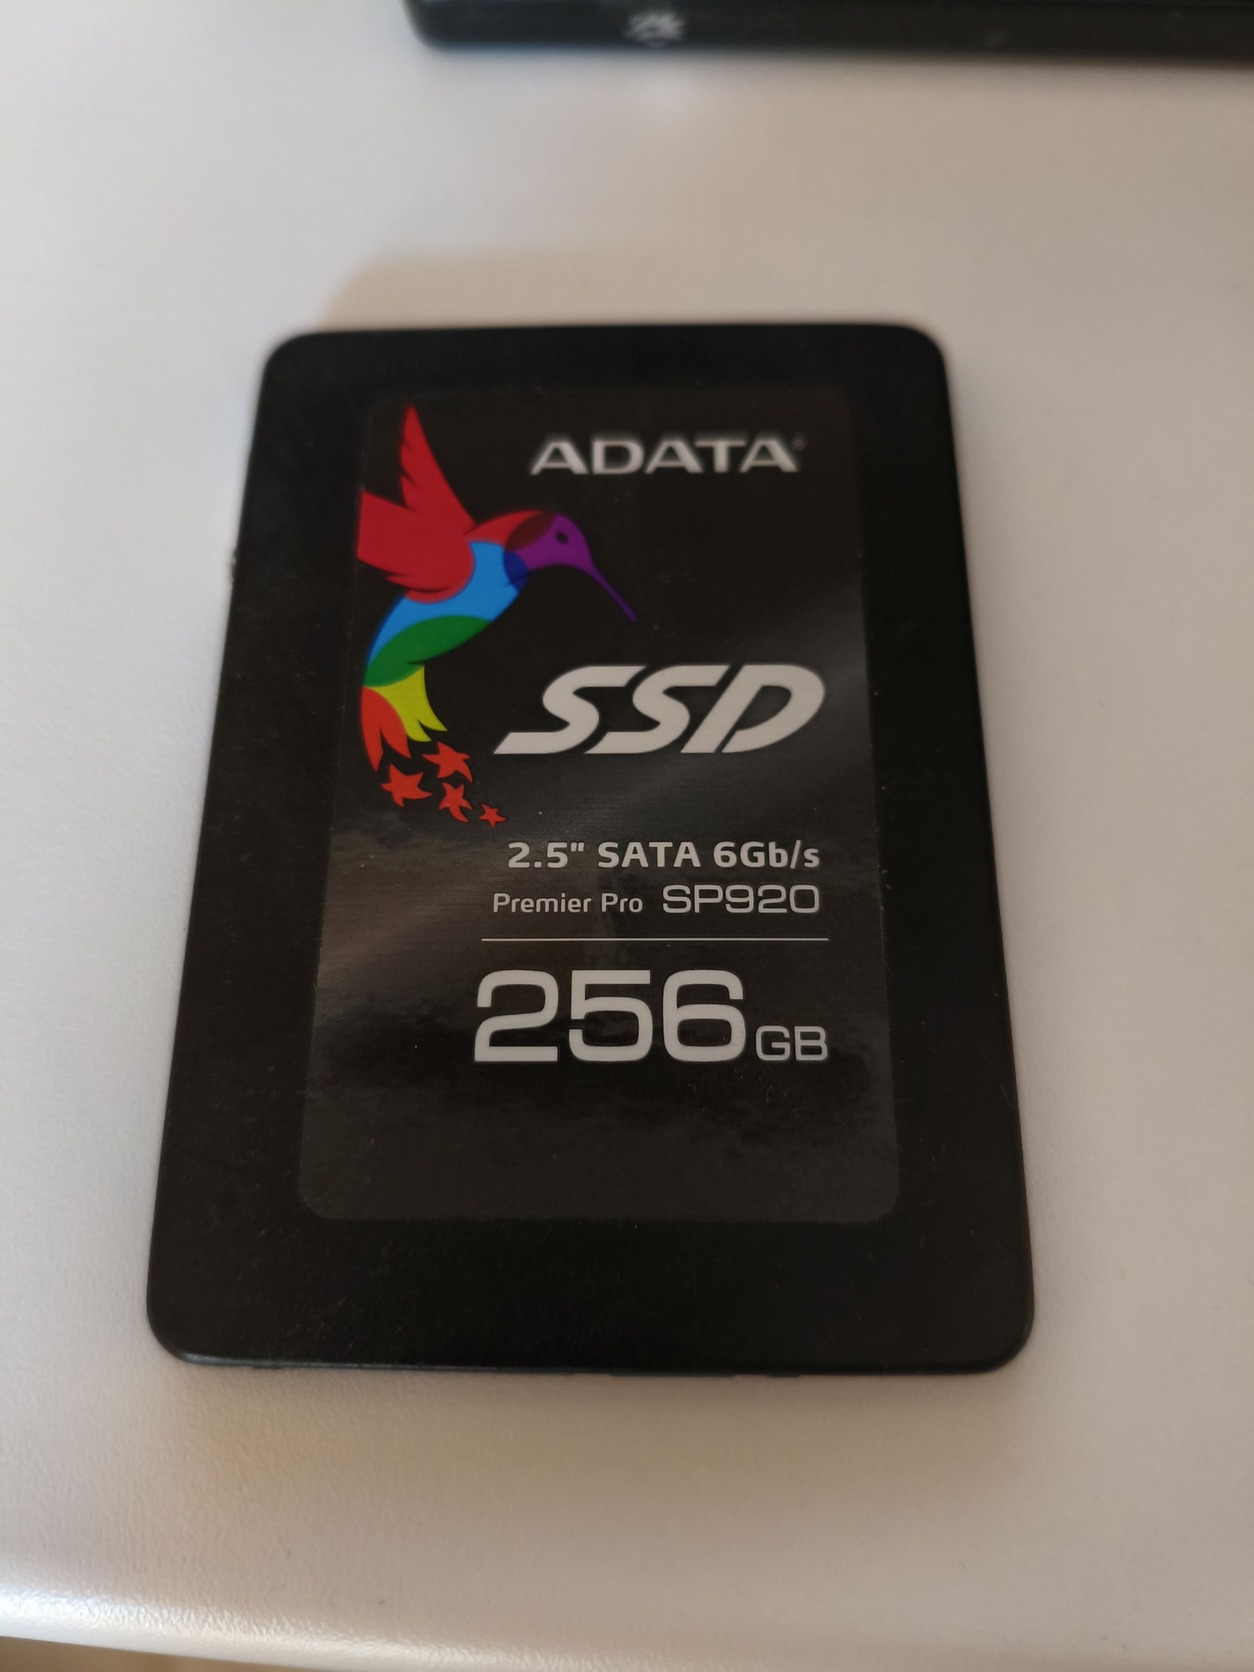 ADATA
SSD
2.5" SATA 6Gb/s
Premier Pro SP920
256GB